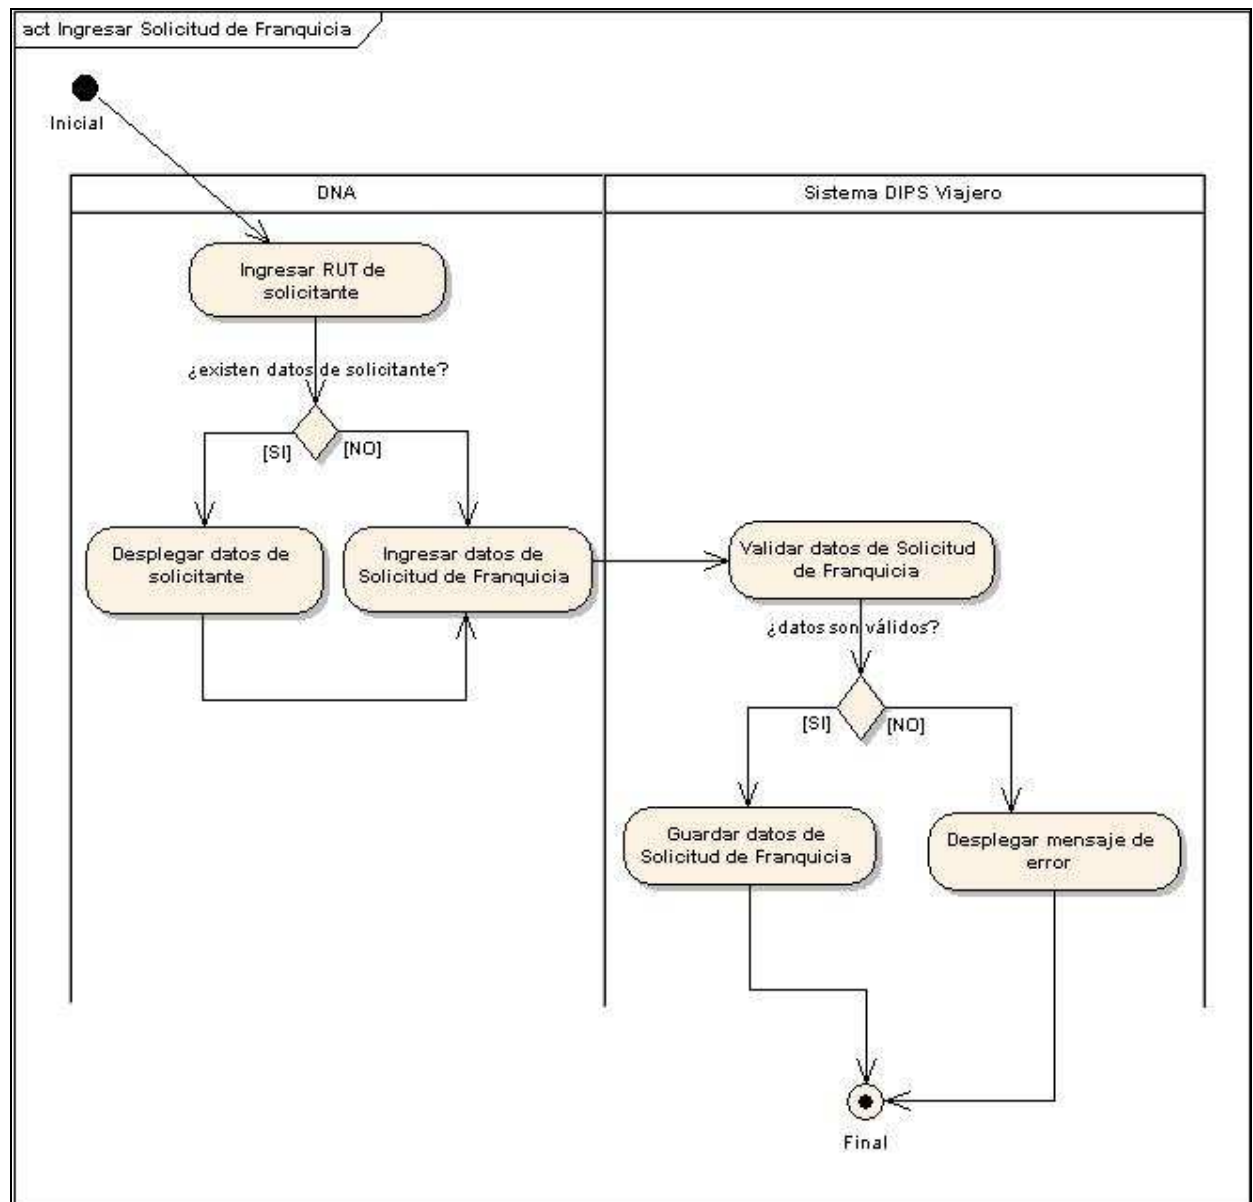 act Ingresar Solicitud de Franquicia
Inicial
DNA
Sistema DIPS Viajero
Ingresar RUT de
solicitante
¿existen datos de solicitante?
[SI]
[NO]
Desplegar datos de
solicitante
Ingresar datos de
Solicitud de Franquicia
Validar datos de Solicitud
de Franquicia
¿datos son válidos?
[SI]
[NO]
Guardar datos de
Solicitud de Franquicia
Desplegar mensaje de
error
Final